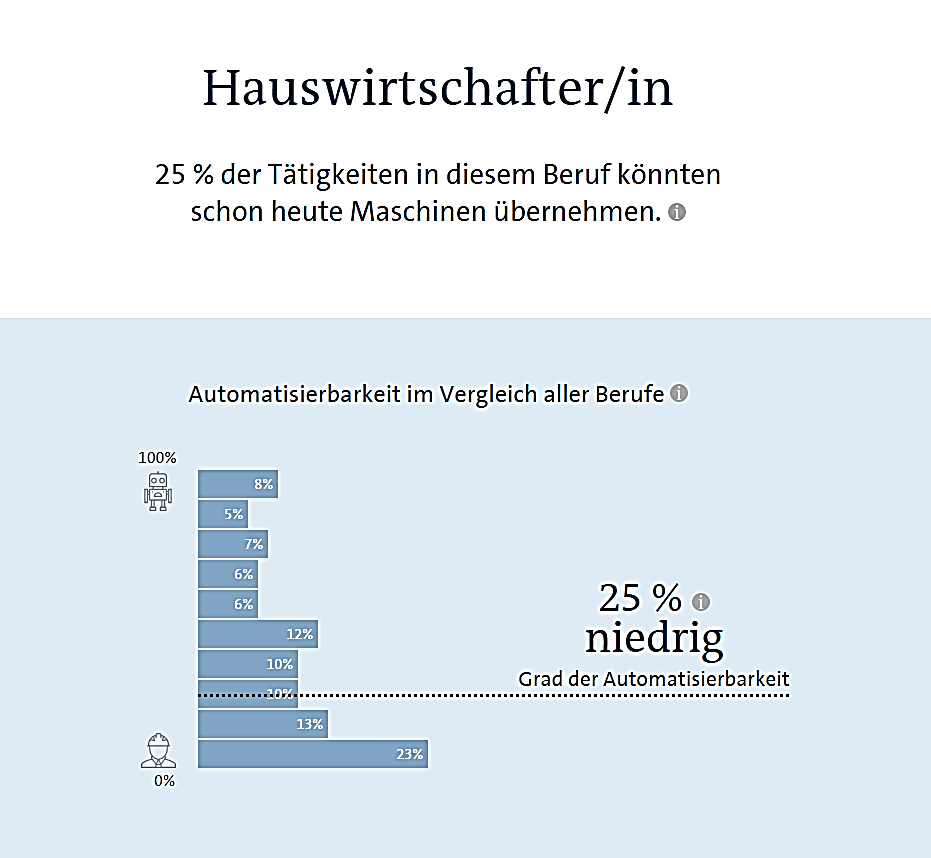 Hauswirtschafter/in
25 % der Tätigkeiten in diesem Beruf könnten
schon heute Maschinen übernehmen. i
Automatisierbarkeit im Vergleich aller Berufe i
100%
8%
5%
7%
6%
6%
12%
10%
10%
13%
23%
0%
25 % i
niedrig
Grad der Automatisierbarkeit